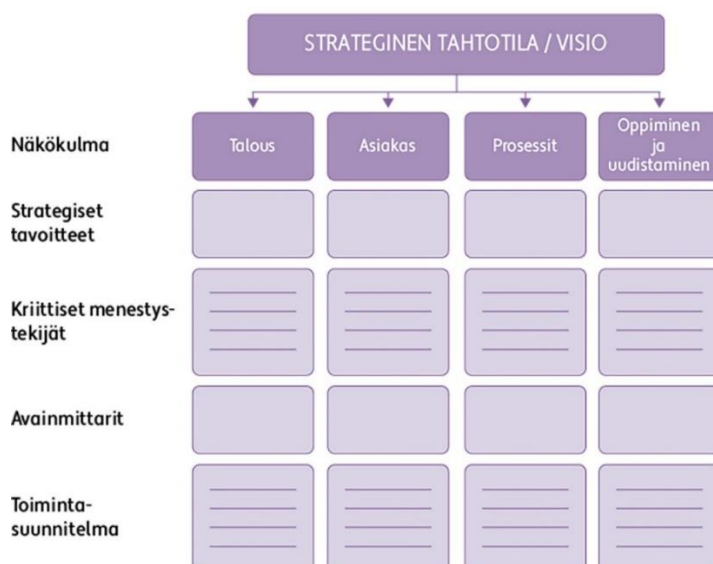 STRATEGINEN TAHTOTILA / VISIO
Näkökulma
Talous
Asiakas
Prosessit
Oppiminen
ja
uudistaminen
Strategiset
tavoitteet
Kriittiset menestys-
tekijät
Avainmittarit
Toiminta-
suunnitelma